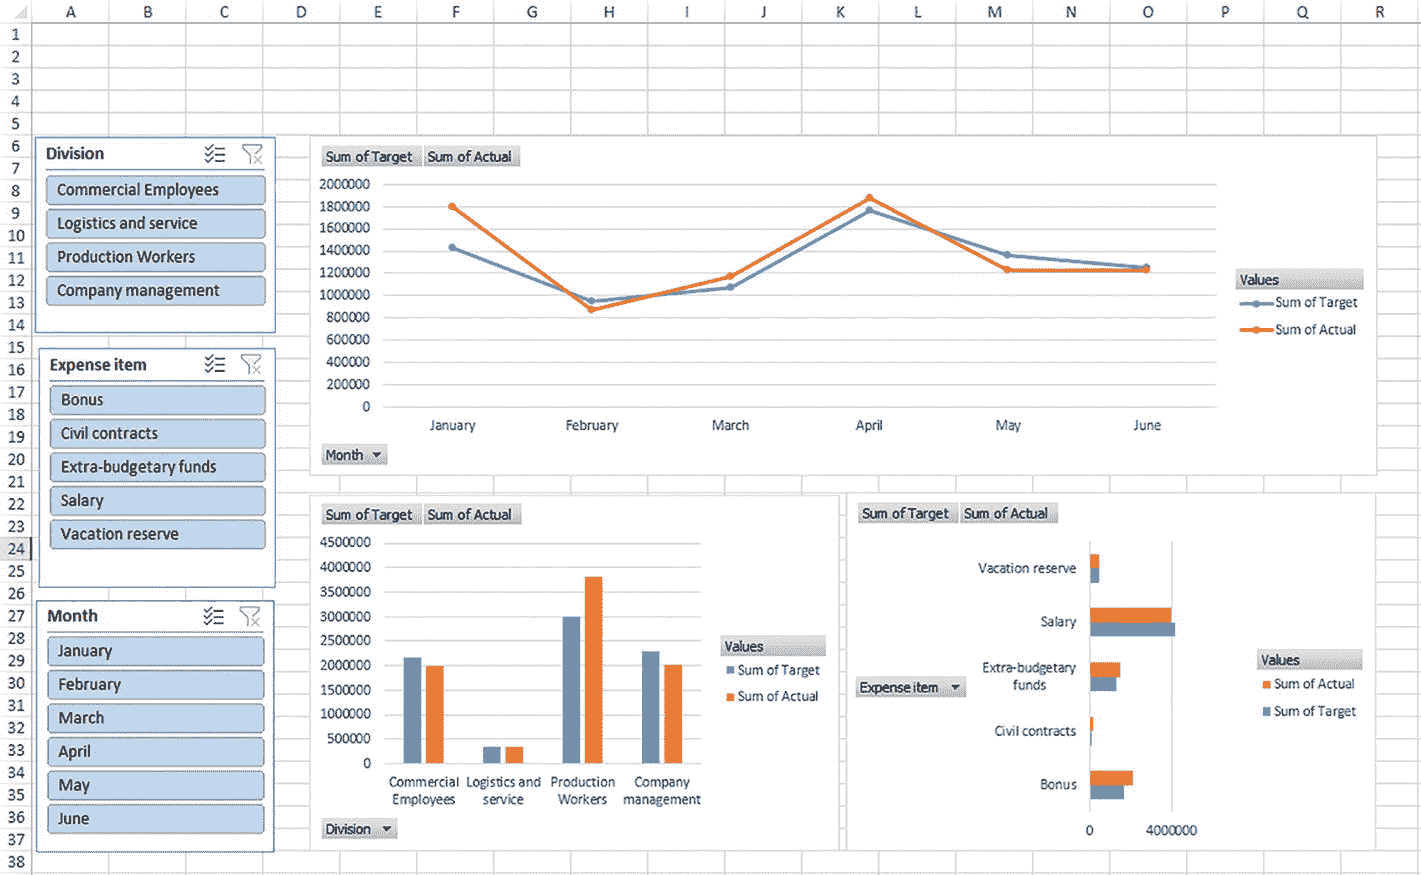 A B C D E F G H I J K L M N O P Q R
1
2
3
4
5
6
7
8
9
10
11
12
13
14
15
16
17
18
19
20
21
22
23
24
25
26
27
28
29
30
31
32
33
34
35
36
37
38
Division
Commercial Employees
Logistics and service
Production Workers
Company management
Expense item
Bonus
Civil contracts
Extra-budgetary funds
Salary
Vacation reserve
Month
January
February
March
April
May
June
Sum of Target Sum of Actual
2000000
1800000
1600000
1400000
1200000
1000000
800000
600000
400000
200000
0
January February March April May June
Month
Values
Sum of Target
Sum of Actual
Sum of Target Sum of Actual
4500000
4000000
3500000
3000000
2500000
2000000
1500000
1000000
500000
0
Commercial Logistics and Production Company
Employees service Workers management
Division
Values
Sum of Target
Sum of Actual
Sum of Target Sum of Actual
Vacation reserve
Salary
Extra-budgetary
funds
Civil contracts
Bonus
0 4000000
Expense item
Values
Sum of Actual
Sum of Target